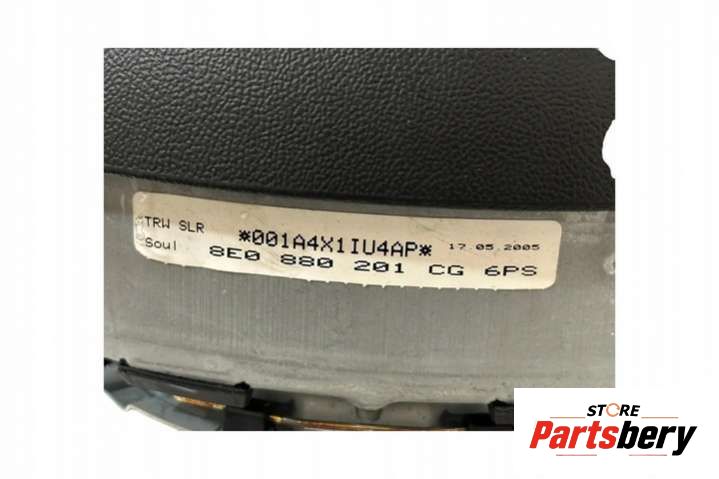 TRW SLR *001A4X1IU4AP* 17.05.2005
Soul 8E0 880 201 CG 6PS
STORE
Partsbery